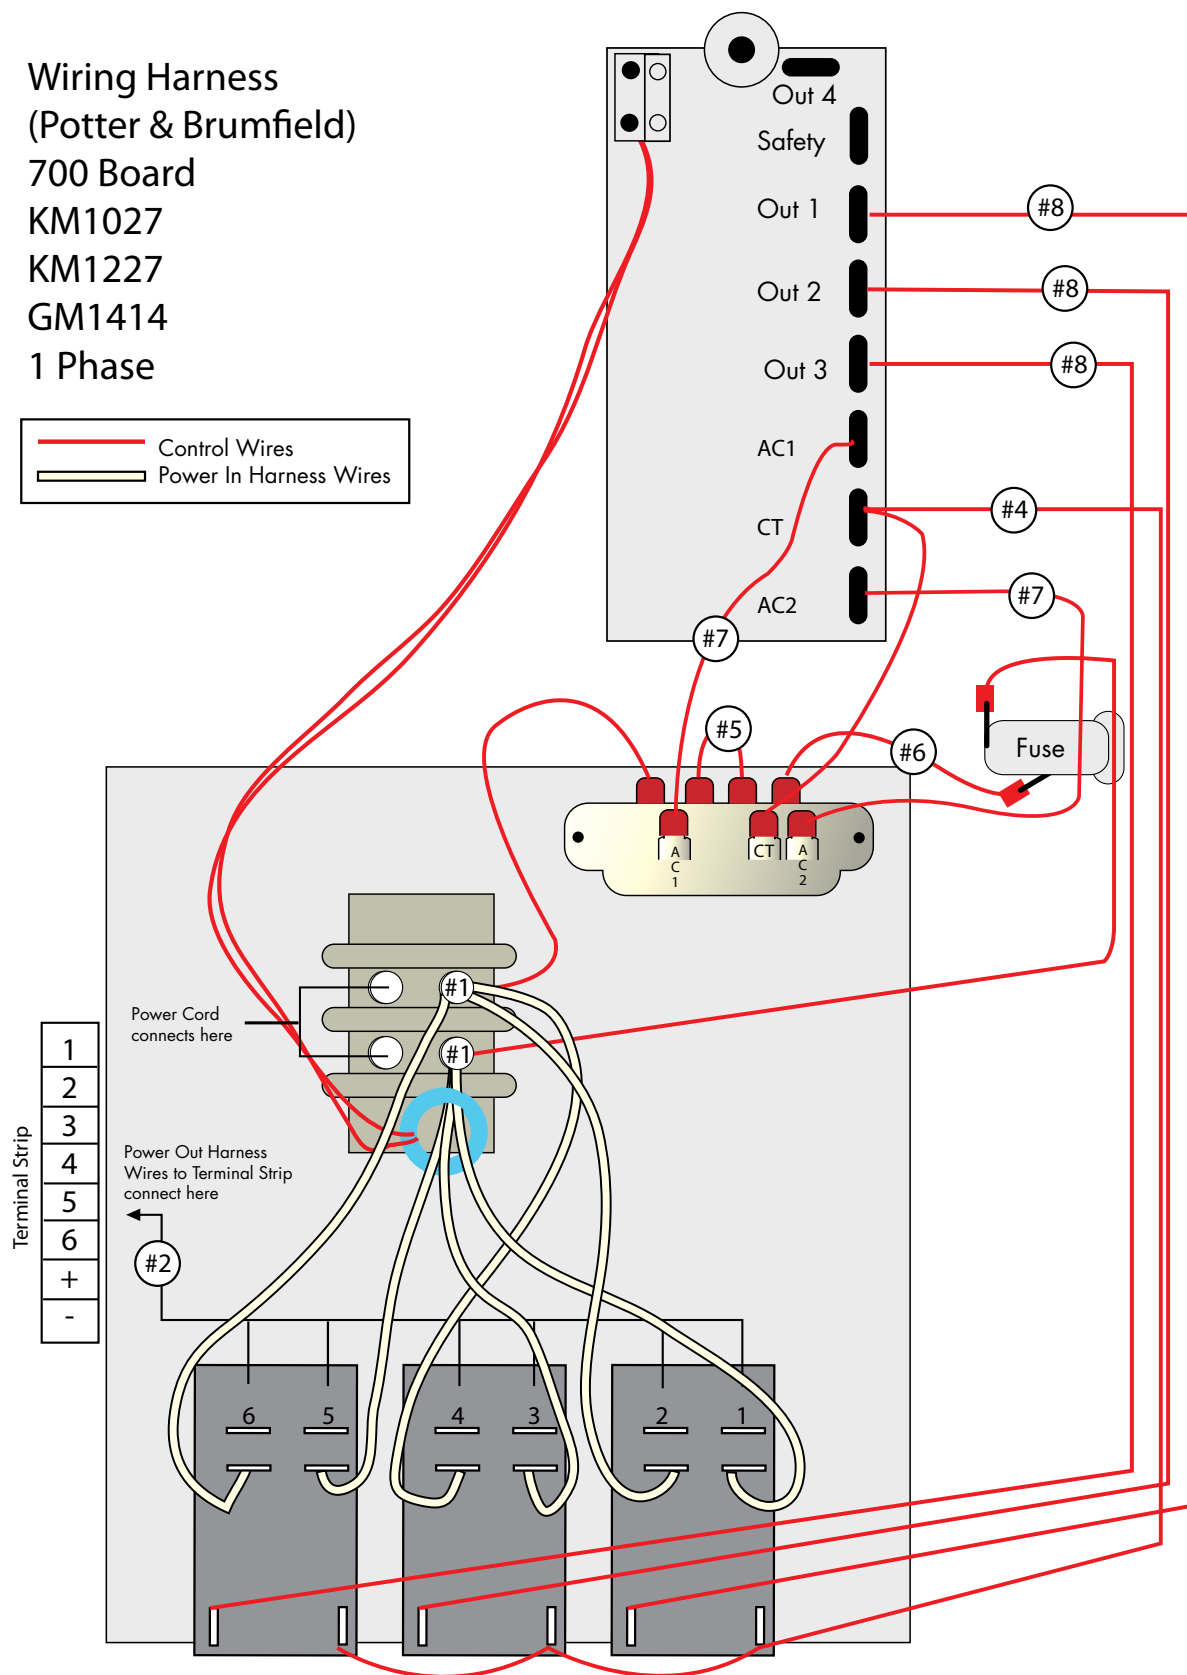 Wiring Harness
(Potter & Brumfield)
700 Board
KM1027
KM1227
GM1414
1 Phase
Control Wires
Power In Harness Wires
Out 4
Safety
Out 1
#8
Out 2
#8
Out 3
#8
AC1
CT
#4
AC2
#7
#7
#5
#6
Fuse
AC1
CT
AC2
#1
Power Cord
connects here
#1
Terminal Strip
1
2
3
4
5
6
+
-
Power Out Harness
Wires to Terminal Strip
connect here
#2
6 5 4 3 2 1